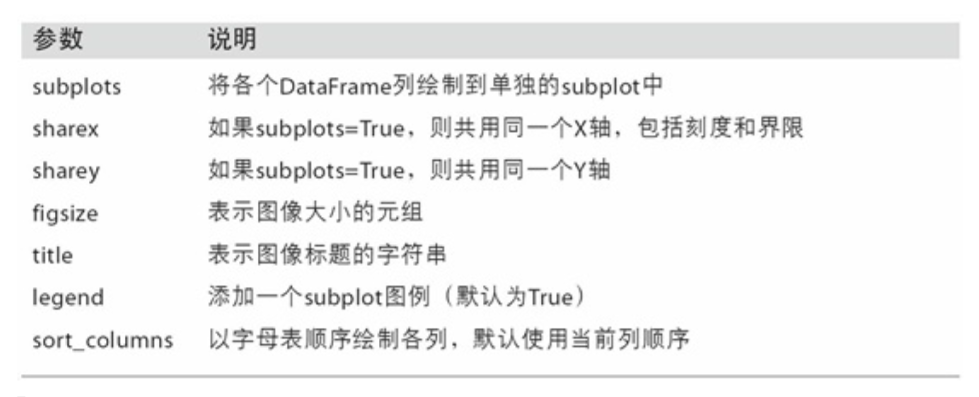 参数 说明
subplots 将各个DataFrame列绘制到单独的subplot中
sharex 如果subplots=True，则共用同一个X轴，包括刻度和界限
sharey 如果subplots=True，则共用同一个Y轴
figsize 表示图像大小的元组
title 表示图像标题的字符串
legend 添加一个subplot图例（默认为True）
sort_columns 以字母表顺序绘制各列，默认使用当前列顺序